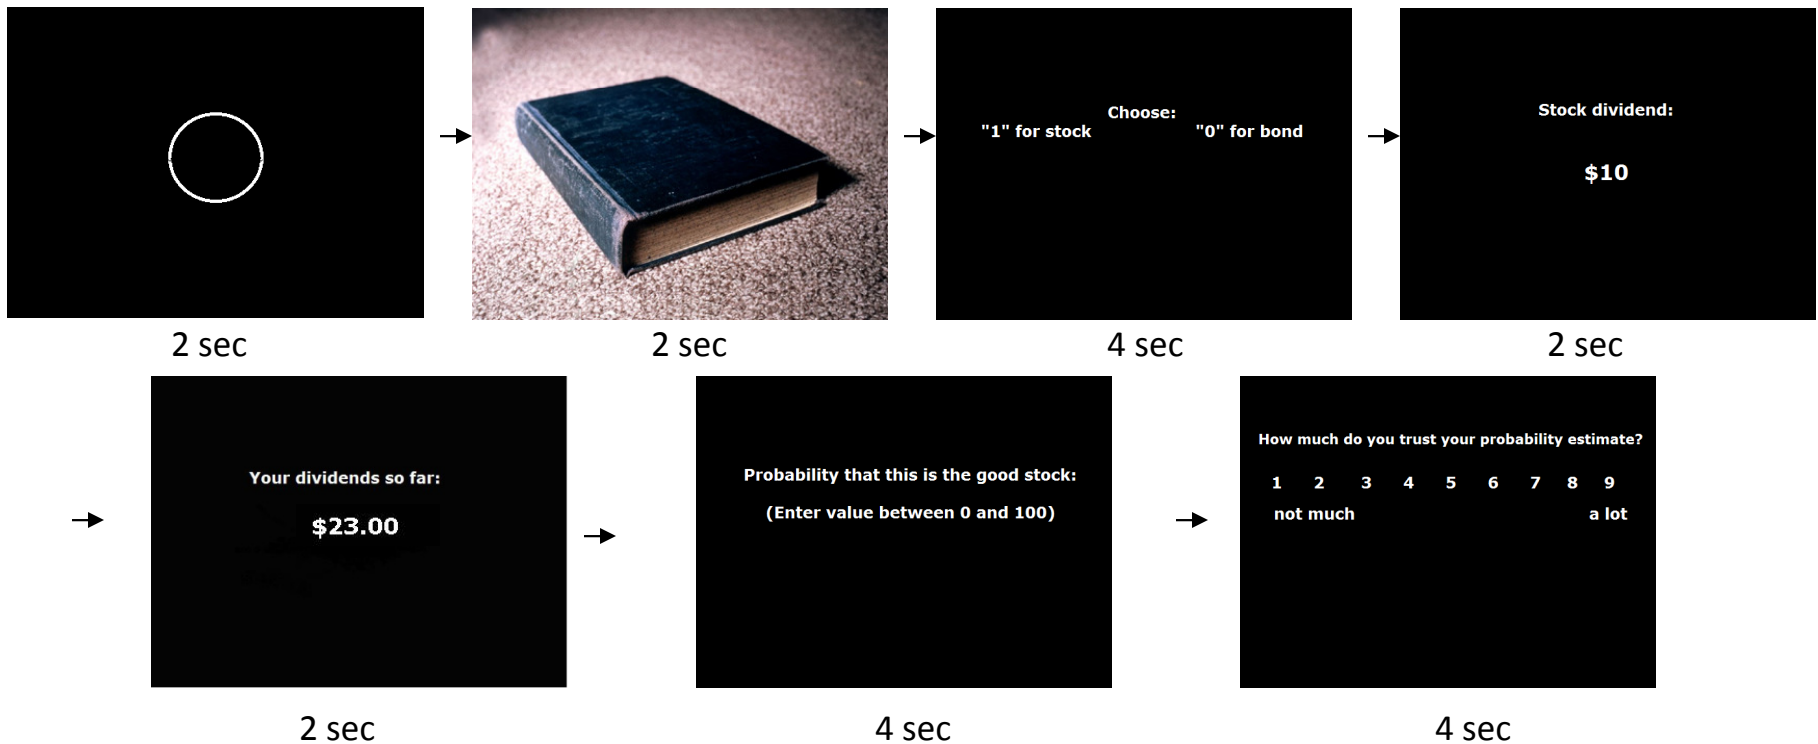 Choose:
"1" for stock "0" for bond
Stock dividend:
$10
2 sec
2 sec
4 sec
2 sec
Your dividends so far:
$23.00
Probability that this is the good stock:
(Enter value between 0 and 100)
How much do you trust your probability estimate?
1 2 3 4 5 6 7 8 9
not much a lot
2 sec
4 sec
4 sec